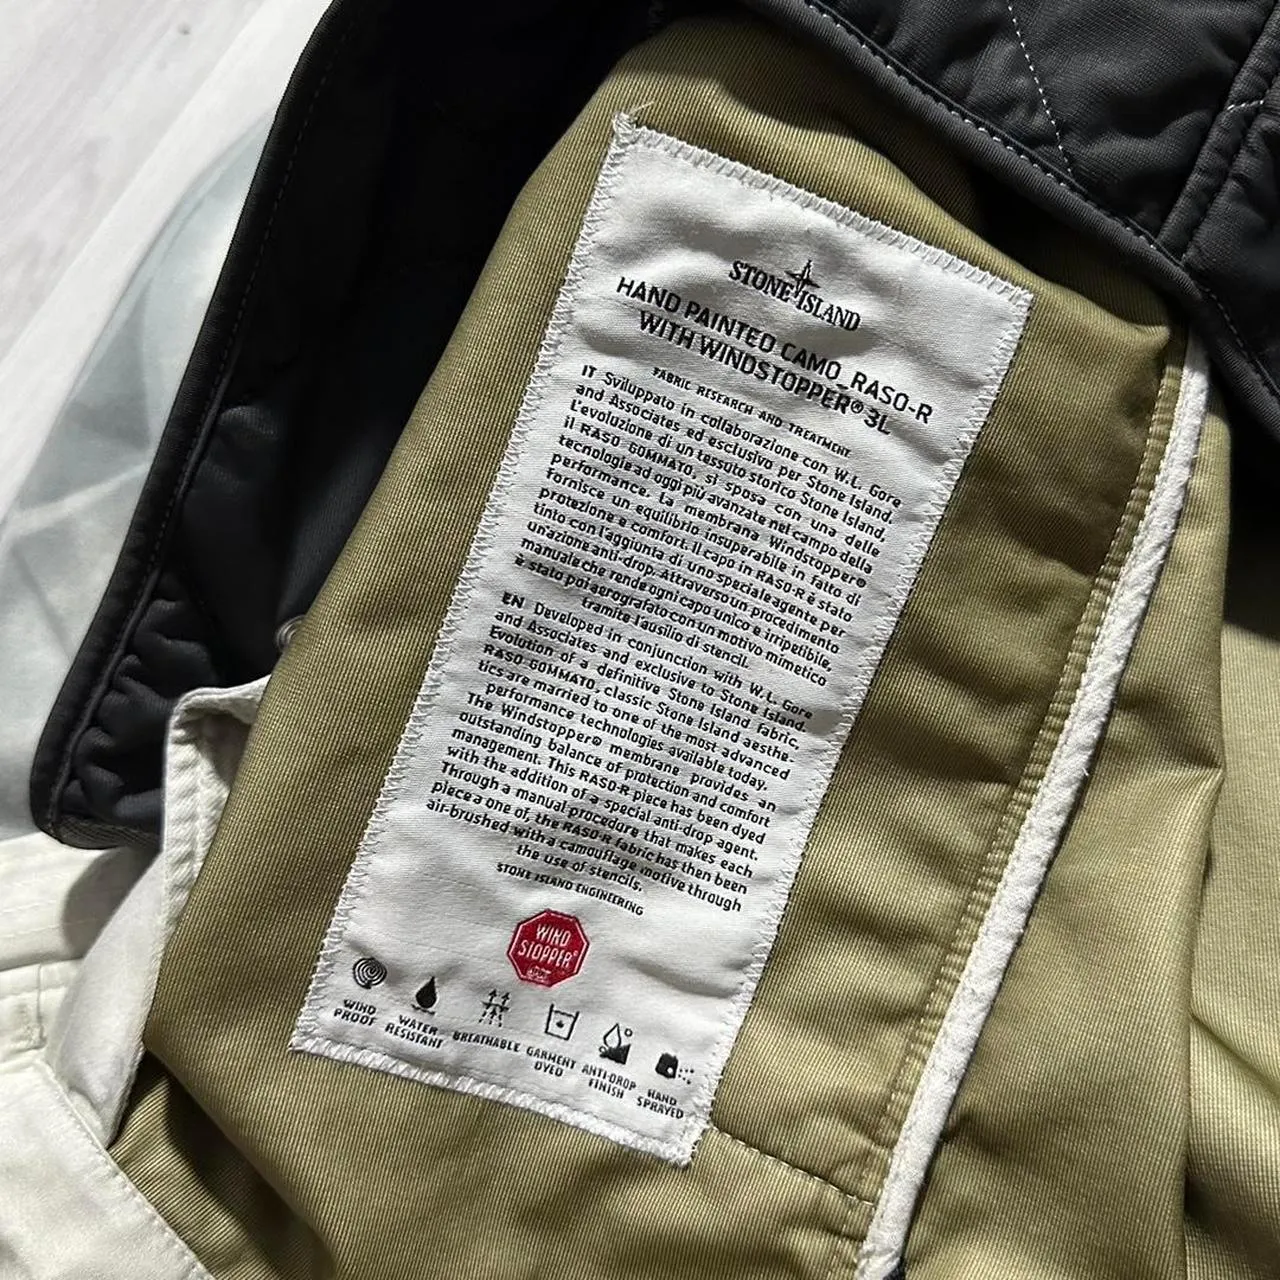 STONE ISLAND
HAND PAINTED CAMO_RASO-R
WITH WINDSTOPPER® 3L
FABRIC RESEARCH AND TREATMENT
IT Sviluppato in collaborazione con W.L. Gore
and Associates ed esclusivo per Stone Island.
L'evoluzione di un tessuto storico Stone Island,
il RASO GOMMATO, si sposa con una delle
tecnologie ad oggi più avanzate nel campo della
performance. La membrana Windstopper®
fornisce un equilibrio insuperabile in fatto di
protezione e comfort. il capo in RASO-R è stato
tinto con l'aggiunta di uno speciale agente per
un'azione anti-drop. Attraverso un procedimento
manuale che rende ogni capo unico e irripetibile,
è stato poi aerografato con un motivo mimetico
tramite l'ausilio di stencil.
EN Developed in conjunction with W.L. Gore
and Associates and exclusive to Stone Island.
Evolution of a definitive Stone Island fabric,
RASO GOMMATO, classic Stone Island aesthe-
tics are married to one of the most advanced
performance technologies available today.
The Windstopper® membrane provides an
outstanding balance of protection and comfort
management. This RASO-R piece has been dyed
with the addition of a special anti-drop agent.
Through a manual procedure that makes each
piece a one of, the RASO-R fabric has then been
air-brushed with a camouflage motive through
the use of stencils.
STONE ISLAND ENGINEERING
WIND
STOPPER®
WIND
PROOF
WATER
RESISTANT
BREATHABLE
GARMENT
DYED
ANTI-DROP
FINISH
HAND
SPRAYED